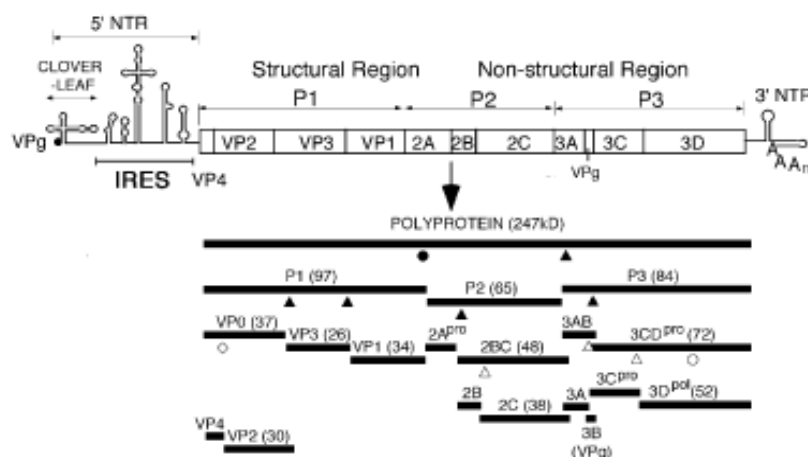 5' NTR
CLOVER
-LEAF
Structural Region Non-structural Region
P1 P2 P3
3' NTR
VPg
VP2 VP3 VP1 2A 2B 2C 3A 3C 3D
VPg
AAAn
IRES VP4
POLYPROTEIN (247kD)
P1 (97) P2 (65) P3 (84)
VP0 (37) VP3 (26) VP1 (34) 2Apro 2BC (48) 3AB 3CDpro (72)
2B 2C (38) 3A 3Cpro 3Dpol (52)
VP4 VP2 (30) 3B
(VPg)